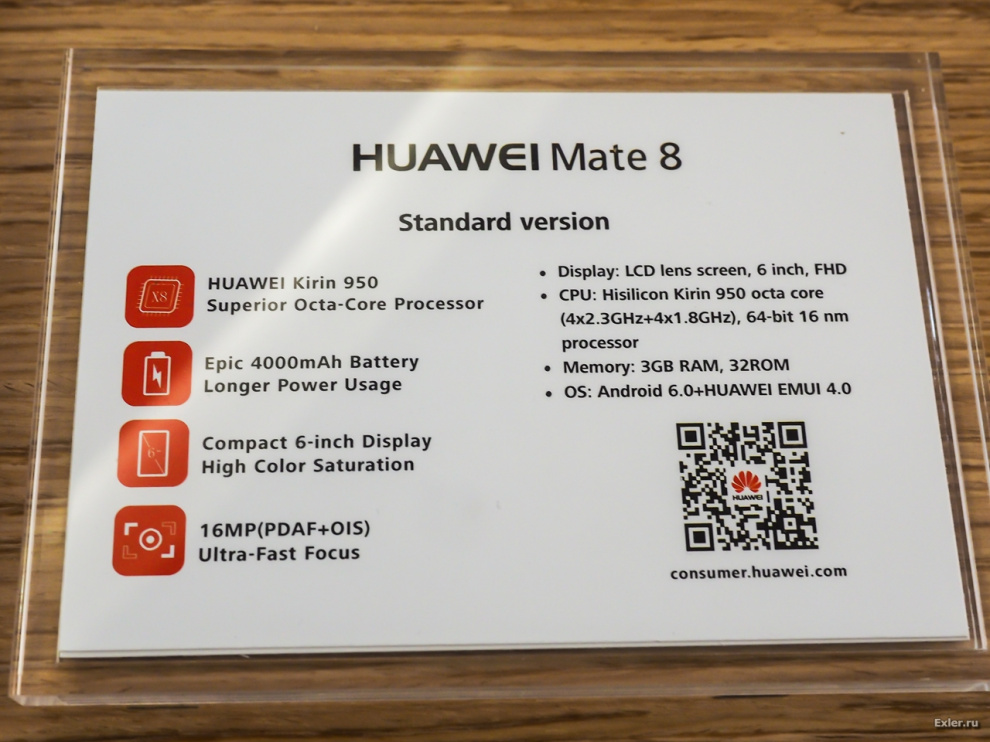 HUAWEI Mate 8
Standard version
X8
HUAWEI Kirin 950
Superior Octa-Core Processor
Epic 4000mAh Battery
Longer Power Usage
6"
Compact 6-inch Display
High Color Saturation
16MP(PDAF+OIS)
Ultra-Fast Focus
• Display: LCD lens screen, 6 inch, FHD
• CPU: Hisilicon Kirin 950 octa core
(4x2.3GHz+4x1.8GHz), 64-bit 16 nm
processor
• Memory: 3GB RAM, 32ROM
• OS: Android 6.0+HUAWEI EMUI 4.0
HUAWEI
consumer.huawei.com
Exler.ru